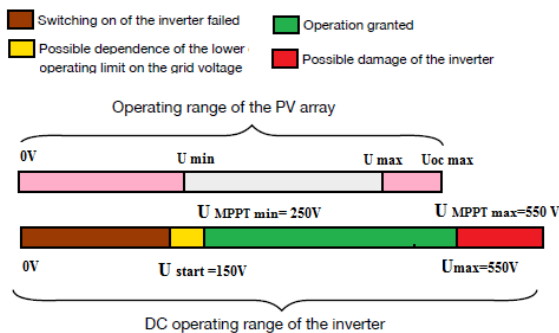 Switching on of the inverter failed
Operation granted
Possible dependence of the lower
operating limit on the grid voltage
Possible damage of the inverter
Operating range of the PV array
0V
U min
U max
Uoc max
U MPPT min= 250V
U MPPT max=550 V
0V
U start =150V
Umax=550V
DC operating range of the inverter